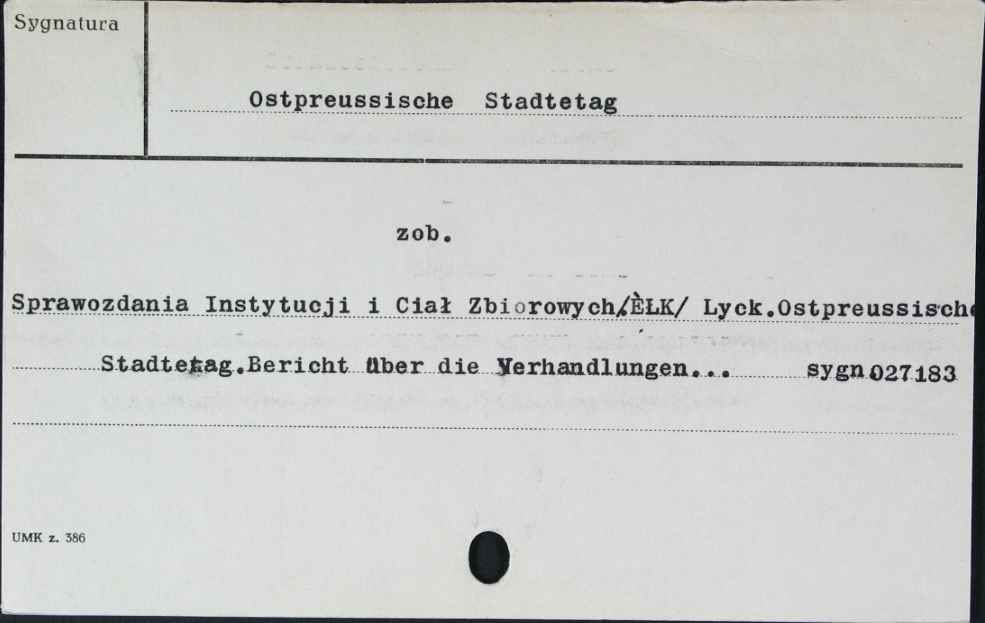 Sygnatura
Ostpreussische Stadtetag
zob.
Sprawozdania Instytucji i Ciał Zbiorowych/EŁK/ Lyck.Ostpreussische
Stadtetag.Bericht über die Verhandlungen... sygn.027183
UMK z. 386